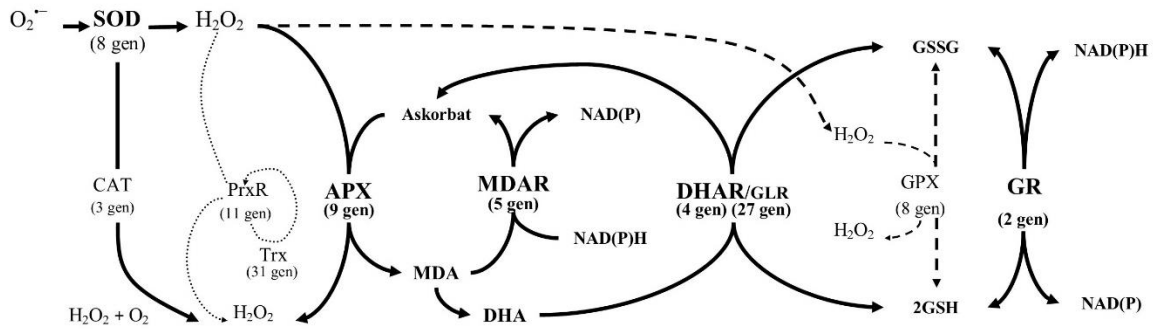 O₂•− SOD H₂O₂
(8 gen)
GSSG NAD(P)H
Askorbat NAD(P)
H₂O₂
CAT PrxR APX MDAR DHAR/GLR GPX GR
(3 gen) (11 gen) (9 gen) (5 gen) (4 gen) (27 gen) (8 gen) (2 gen)
Trx NAD(P)H H₂O₂
(31 gen)
MDA
H₂O₂ + O₂ H₂O₂ DHA 2GSH NAD(P)